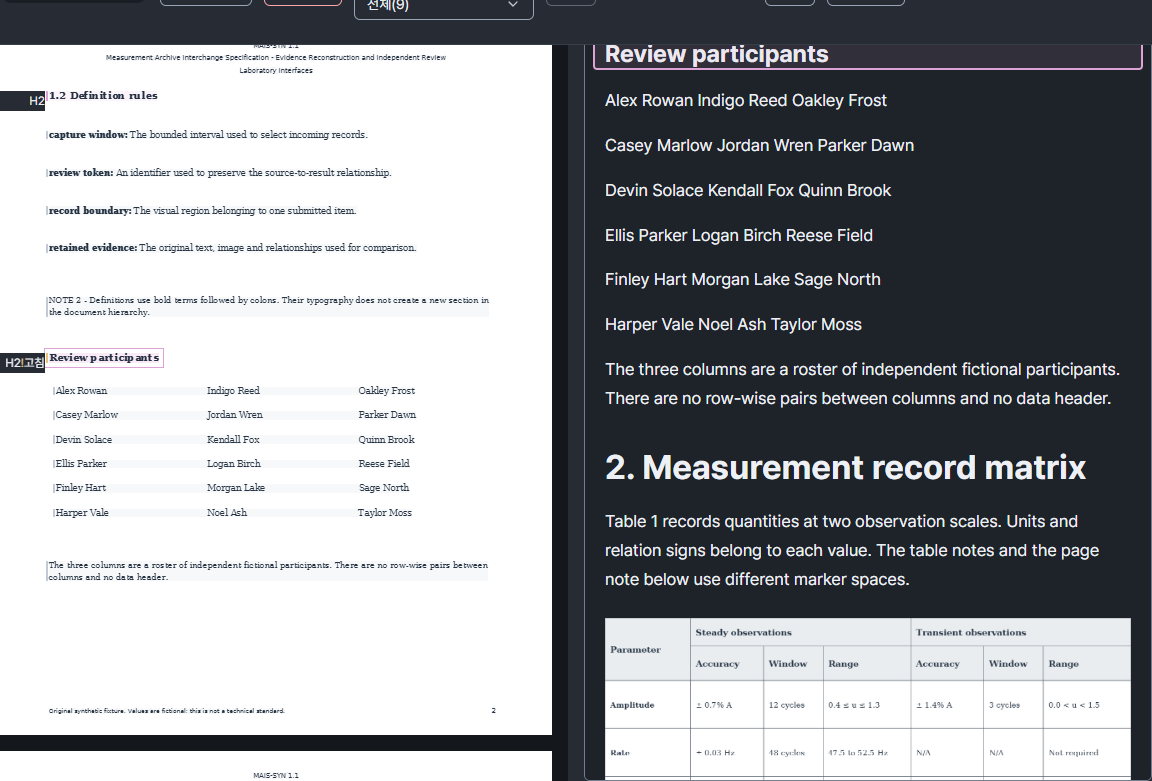 전체(9)
MAIS-SYN 1.1
Measurement Archive Interchange Specification - Evidence Reconstruction and Independent Review
Laboratory Interfaces
H2
1.2 Definition rules
capture window: The bounded interval used to select incoming records.
review token: An identifier used to preserve the source-to-result relationship.
record boundary: The visual region belonging to one submitted item.
retained evidence: The original text, image and relationships used for comparison.
NOTE 2 - Definitions use bold terms followed by colons. Their typography does not create a new section in
the document hierarchy.
H2!고침
Review participants
Alex Rowan Indigo Reed Oakley Frost
Casey Marlow Jordan Wren Parker Dawn
Devin Solace Kendall Fox Quinn Brook
Ellis Parker Logan Birch Reese Field
Finley Hart Morgan Lake Sage North
Harper Vale Noel Ash Taylor Moss
The three columns are a roster of independent fictional participants. There are no row-wise pairs between
columns and no data header.
Original synthetic fixture. Values are fictional: this is not a technical standard.
2
MAIS-SYN 1.1
Review participants
Alex Rowan Indigo Reed Oakley Frost
Casey Marlow Jordan Wren Parker Dawn
Devin Solace Kendall Fox Quinn Brook
Ellis Parker Logan Birch Reese Field
Finley Hart Morgan Lake Sage North
Harper Vale Noel Ash Taylor Moss
The three columns are a roster of independent fictional participants.
There are no row-wise pairs between columns and no data header.
2. Measurement record matrix
Table 1 records quantities at two observation scales. Units and
relation signs belong to each value. The table notes and the page
note below use different marker spaces.
Parameter
Steady observations
Transient observations
Accuracy Window Range Accuracy Window Range
Amplitude ± 0.7% A 12 cycles 0.4 ≤ u ≤ 1.3 ± 1.4% A 3 cycles 0.0 < u < 1.5
Rate ± 0.03 Hz 48 cycles 47.5 to 52.5 Hz N/A N/A Not required